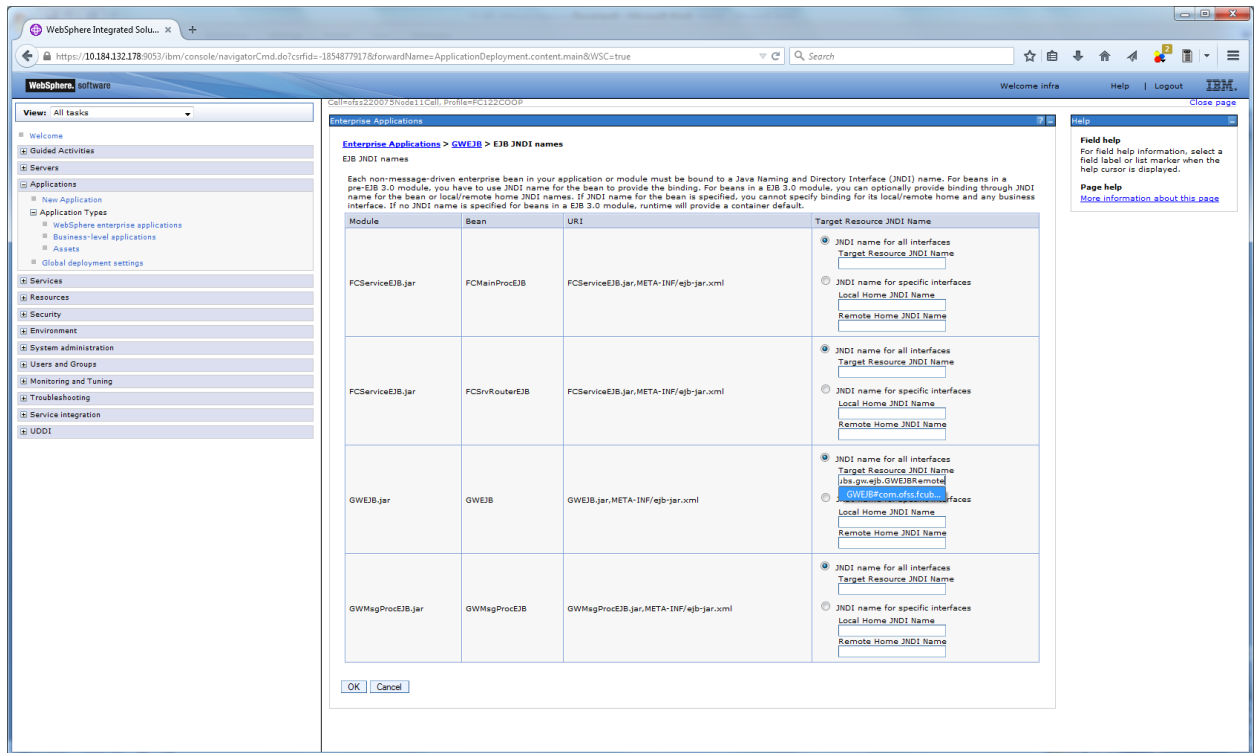 WebSphere Integrated Solu... × +
https://10.184.132.178:9053/ibm/console/navigatorCmd.do?csrfid=-1854877917&forwardName=ApplicationDeployment.content.main&WSC=true
Search
2
WebSphere. software
Welcome infra
Help | Logout
IBM.
View: All tasks
Welcome
Guided Activities
Servers
Applications
New Application
Application Types
WebSphere enterprise applications
Business-level applications
Assets
Global deployment settings
Services
Resources
Security
Environment
System administration
Users and Groups
Monitoring and Tuning
Troubleshooting
Service integration
UDDI
Cell=ofss220075Node11Cell, Profile=FC122COOP
Close page
Enterprise Applications
? -
Enterprise Applications > GWEJB > EJB JNDI names
EJB JNDI names
Each non-message-driven enterprise bean in your application or module must be bound to a Java Naming and Directory Interface (JNDI) name. For beans in a
pre-EJB 3.0 module, you have to use JNDI name for the bean to provide the binding. For beans in a EJB 3.0 module, you can optionally provide binding through JNDI
name for the bean or local/remote home JNDI names. If JNDI name for the bean is specified, you cannot specify binding for its local/remote home and any business
interface. If no JNDI name is specified for beans in a EJB 3.0 module, runtime will provide a container default.
Module Bean URI Target Resource JNDI Name
FCServiceEJB.jar FCMainProcEJB FCServiceEJB.jar,META-INF/ejb-jar.xml
JNDI name for all interfaces
Target Resource JNDI Name
JNDI name for specific interfaces
Local Home JNDI Name
Remote Home JNDI Name
FCServiceEJB.jar FCSrvRouterEJB FCServiceEJB.jar,META-INF/ejb-jar.xml
JNDI name for all interfaces
Target Resource JNDI Name
JNDI name for specific interfaces
Local Home JNDI Name
Remote Home JNDI Name
GWEJB.jar GWEJB GWEJB.jar,META-INF/ejb-jar.xml
JNDI name for all interfaces
Target Resource JNDI Name
ubs.gw.ejb.GWEJBRemote
GWEJB#com.ofss.fcub...
Local Home JNDI Name
Remote Home JNDI Name
GWMsgProcEJB.jar GWMsgProcEJB GWMsgProcEJB.jar,META-INF/ejb-jar.xml
JNDI name for all interfaces
Target Resource JNDI Name
JNDI name for specific interfaces
Local Home JNDI Name
Remote Home JNDI Name
OK Cancel
Help
Field help
For field help information, select a
field label or list marker when the
help cursor is displayed.
Page help
More information about this page